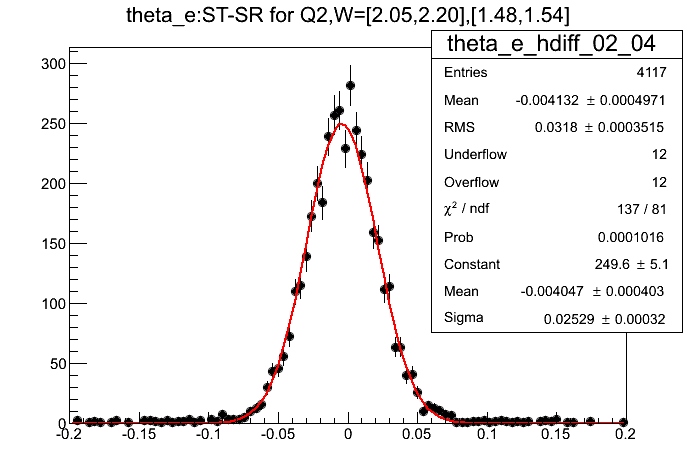 theta_e:ST-SR for Q2,W=[2.05,2.20],[1.48,1.54]
theta_e_hdiff_02_04
Entries 4117
Mean -0.004132 ± 0.0004971
RMS 0.0318 ± 0.0003515
Underflow 12
Overflow 12
χ² / ndf 137 / 81
Prob 0.0001016
Constant 249.6 ± 5.1
Mean -0.004047 ± 0.000403
Sigma 0.02529 ± 0.00032
300
250
200
150
100
50
0
-0.2 -0.15 -0.1 -0.05 0 0.05 0.1 0.15 0.2